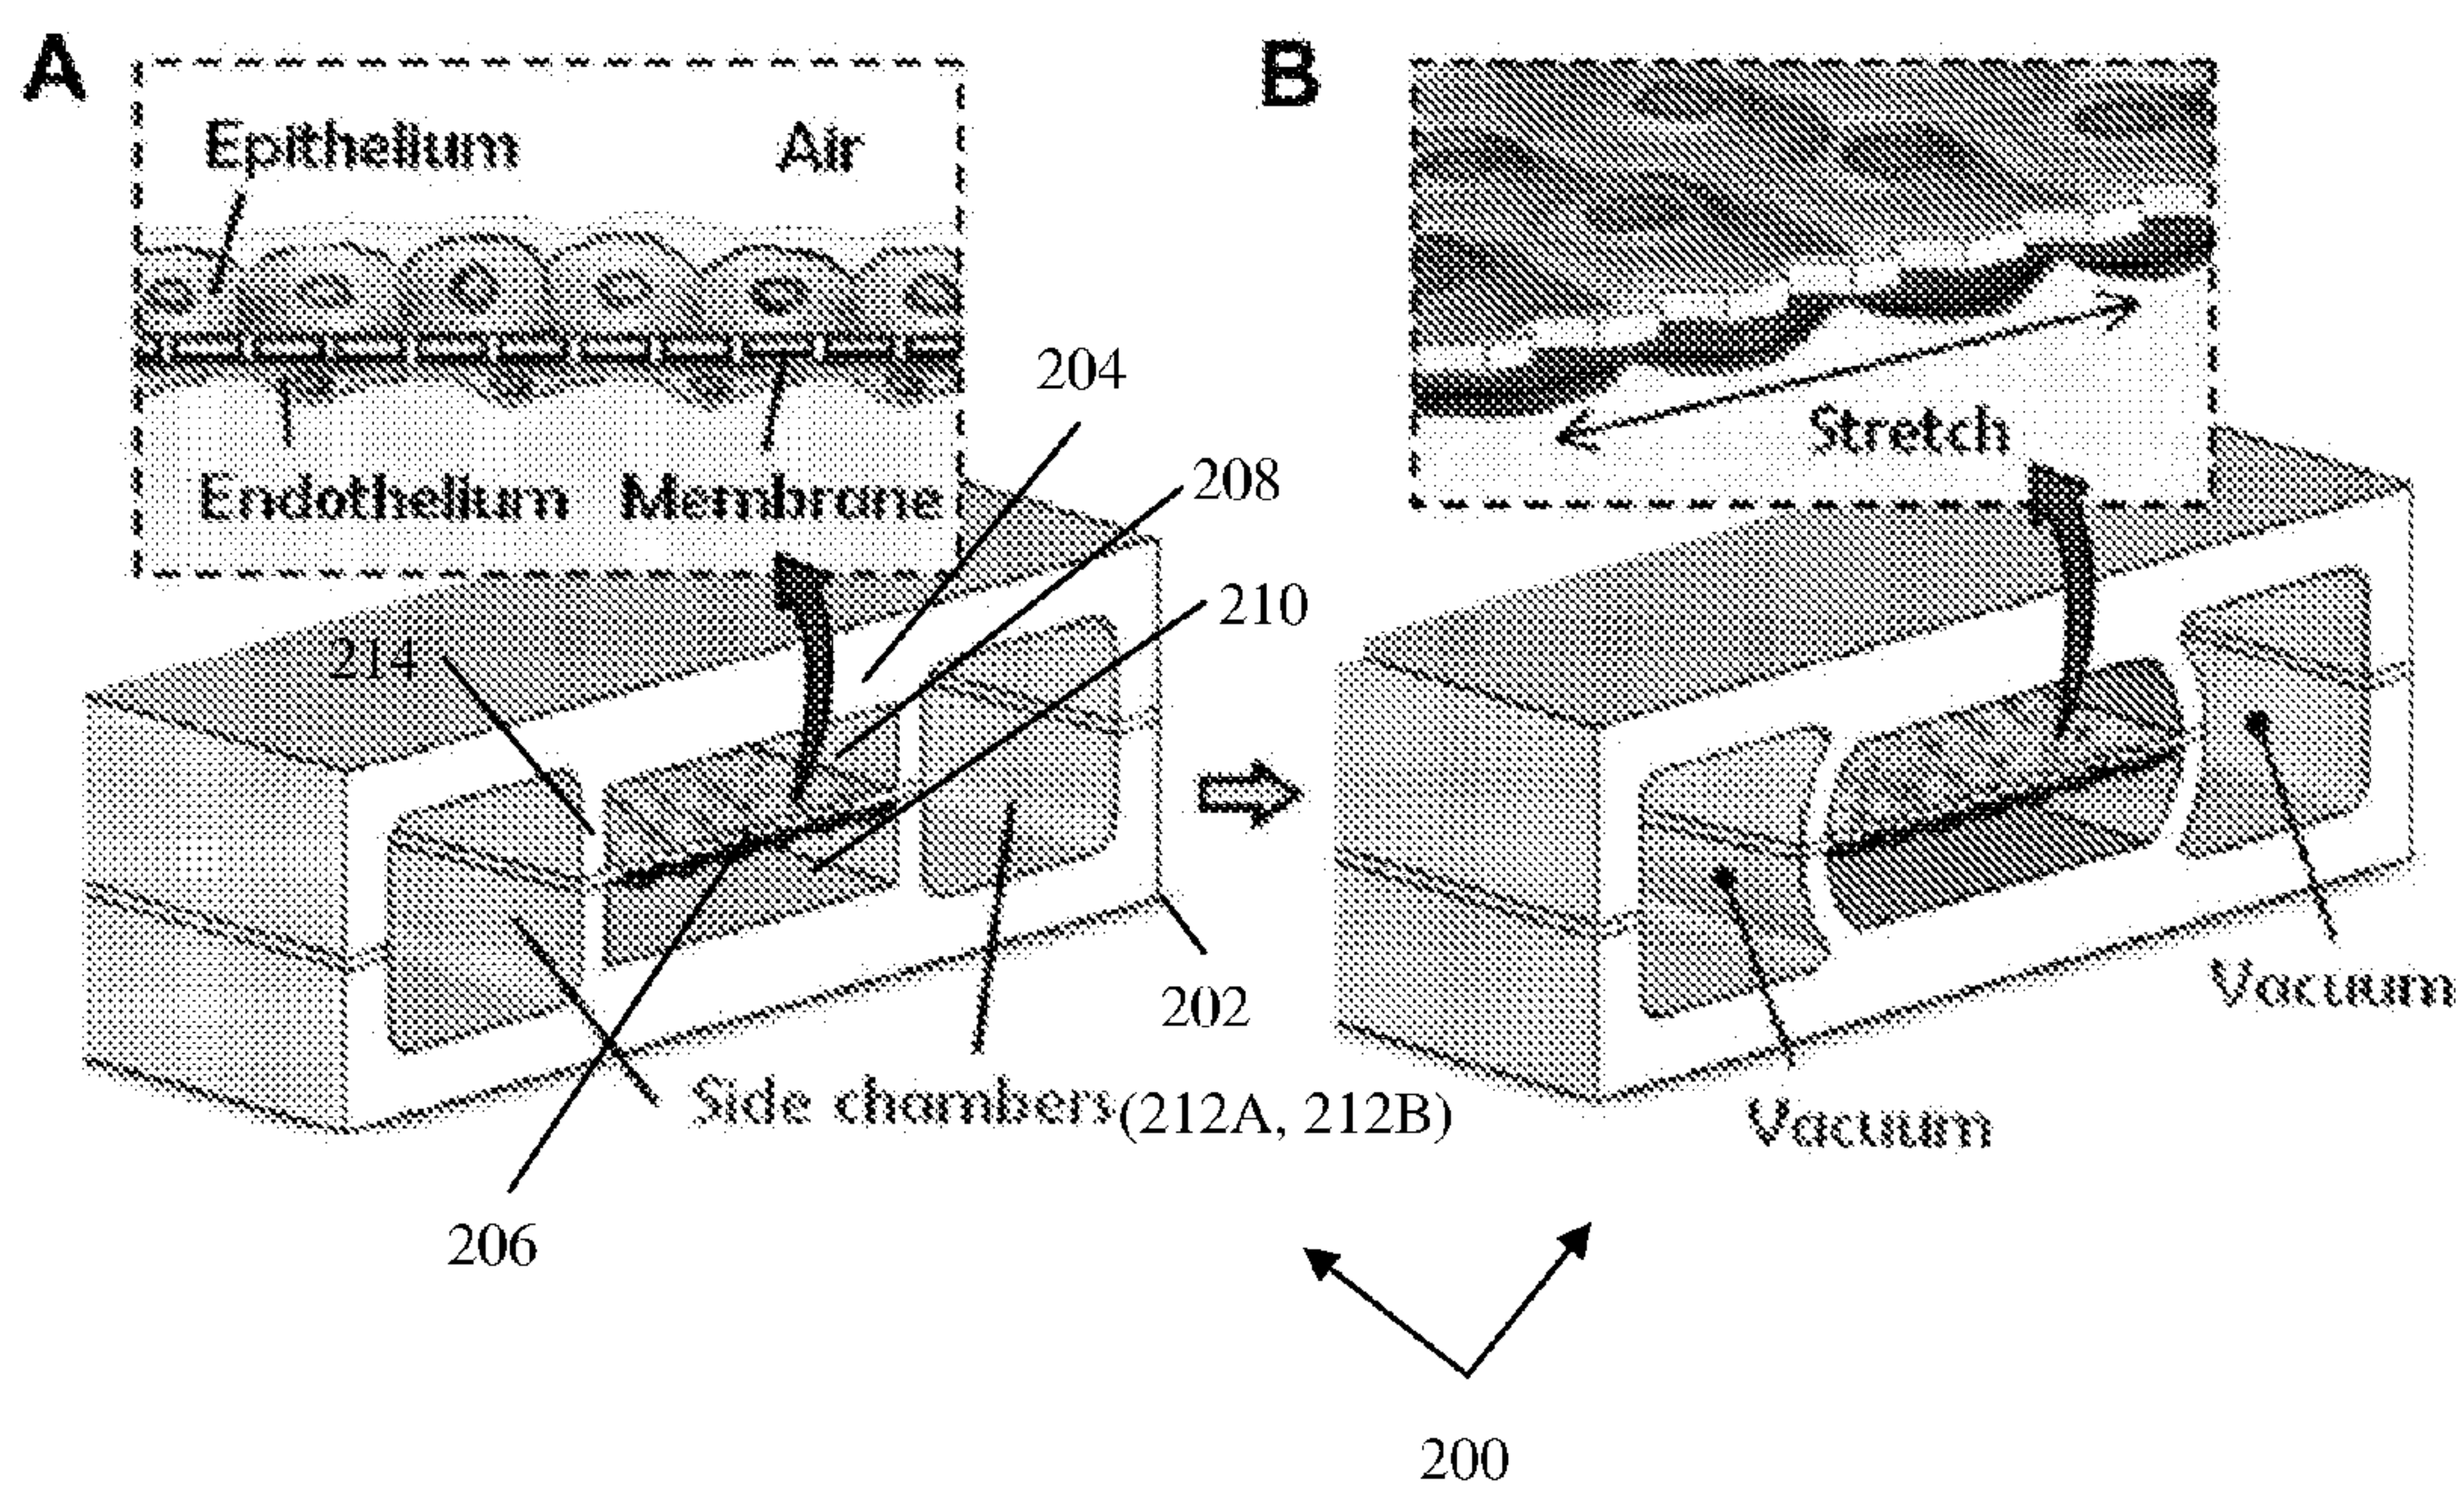 A
B
Epithelium Air
Endothelium Membrane
Stretch
204
208
210
214
202
Side chambers (212A, 212B)
206
Vacuum
Vacuum
200